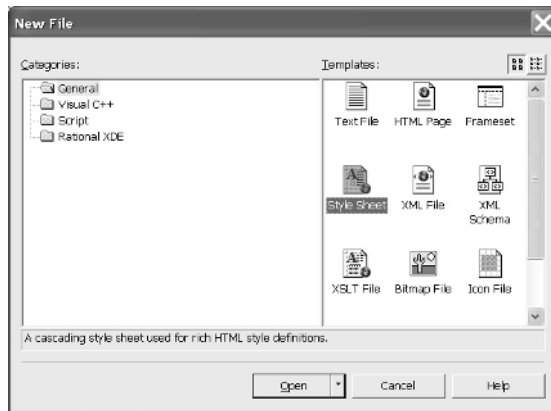 New File
Categories:
Templates:
General
Visual C++
Script
Rational XDE
Text File
HTML Page
Frameset
Style Sheet
XML File
XML
Schema
XSLT File
Bitmap File
Icon File
A cascading style sheet used for rich HTML style definitions.
Open
Cancel
Help